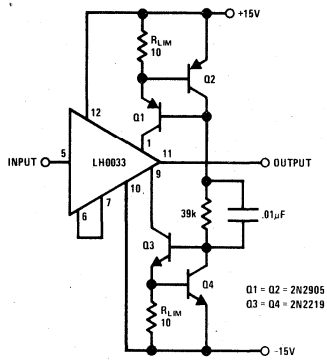 +15V
RLIM
10
Q2
12
Q1
1
INPUT
5
LH0033
11
OUTPUT
10
9
6
7
39k
.01μF
Q3
Q4
Q1 = Q2 = 2N2905
Q3 = Q4 = 2N2219
RLIM
10
-15V